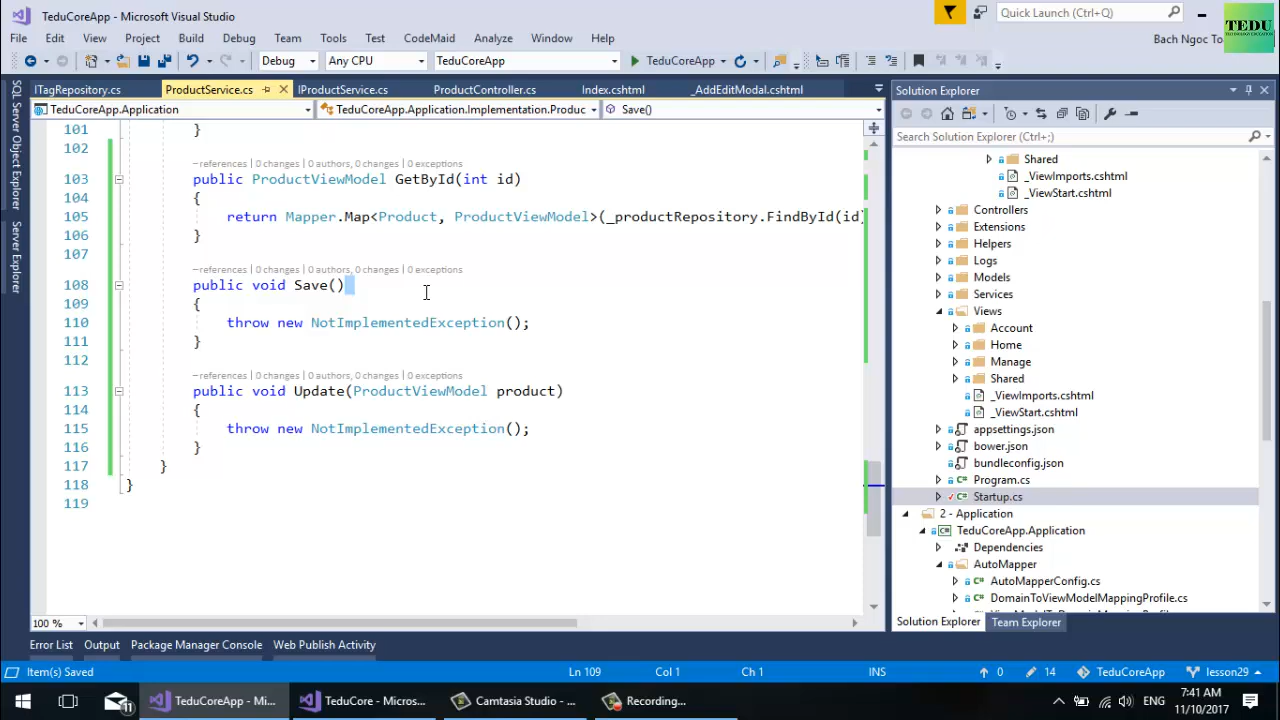 TeduCoreApp - Microsoft Visual Studio
Quick Launch (Ctrl+Q)
TEDU
File Edit View Project Build Debug Team Tools Test CodeMaid Analyze Window Help
Bach Ngoc To
Debug Any CPU TeduCoreApp TeduCoreApp
ITagRepository.cs ProductService.cs IProductService.cs ProductController.cs Index.cshtml _AddEditModal.cshtml
TeduCoreApp.Application TeduCoreApp.Application.Implementation.Produc Save()
SQL Server Object Explorer
Server Explorer
101 }
102
references | 0 changes | 0 authors, 0 changes | 0 exceptions
103 public ProductViewModel GetById(int id)
104 {
105 return Mapper.Map<Product, ProductViewModel>(_productRepository.FindById(id)
106 }
107
references | 0 changes | 0 authors, 0 changes | 0 exceptions
108 public void Save()
109 {
110 throw new NotImplementedException();
111 }
112
references | 0 changes | 0 authors, 0 changes | 0 exceptions
113 public void Update(ProductViewModel product)
114 {
115 throw new NotImplementedException();
116 }
117 }
118 }
119
100 %
Solution Explorer
Search Solution Explorer (Ctrl+;)
Shared
_ViewImports.cshtml
_ViewStart.cshtml
Controllers
Extensions
Helpers
Logs
Models
Services
Views
Account
Home
Manage
Shared
_ViewImports.cshtml
_ViewStart.cshtml
appsettings.json
bower.json
bundleconfig.json
Program.cs
Startup.cs
2 - Application
TeduCoreApp.Application
Dependencies
AutoMapper
AutoMapperConfig.cs
DomainToViewModelMappingProfile.cs
Solution Explorer Team Explorer
Error List Output Package Manager Console Web Publish Activity
Item(s) Saved Ln 109 Col 1 Ch 1 INS 0 14 TeduCoreApp lesson29
11 TeduCoreApp - Mi... TeduCore - Micros... Camtasia Studio - ... Recording... ENG 7:41 AM
11/10/2017